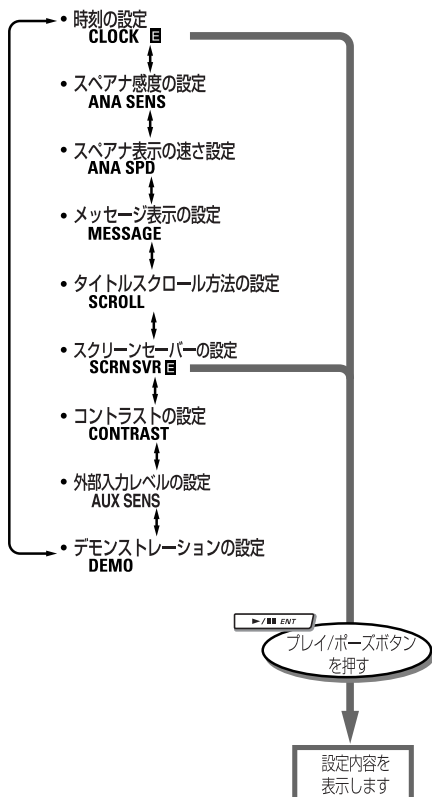 • 時刻の設定
CLOCK E
• スペアナ感度の設定
ANA SENS
• スペアナ表示の速さ設定
ANA SPD
• メッセージ表示の設定
MESSAGE
• タイトルスクロール方法の設定
SCROLL
• スクリーンセーバーの設定
SCRN SVR E
• コントラストの設定
CONTRAST
• 外部入力レベルの設定
AUX SENS
• デモンストレーションの設定
DEMO
►/▮▮ ENT
プレイ/ポーズボタン
を押す
設定内容を
表示します